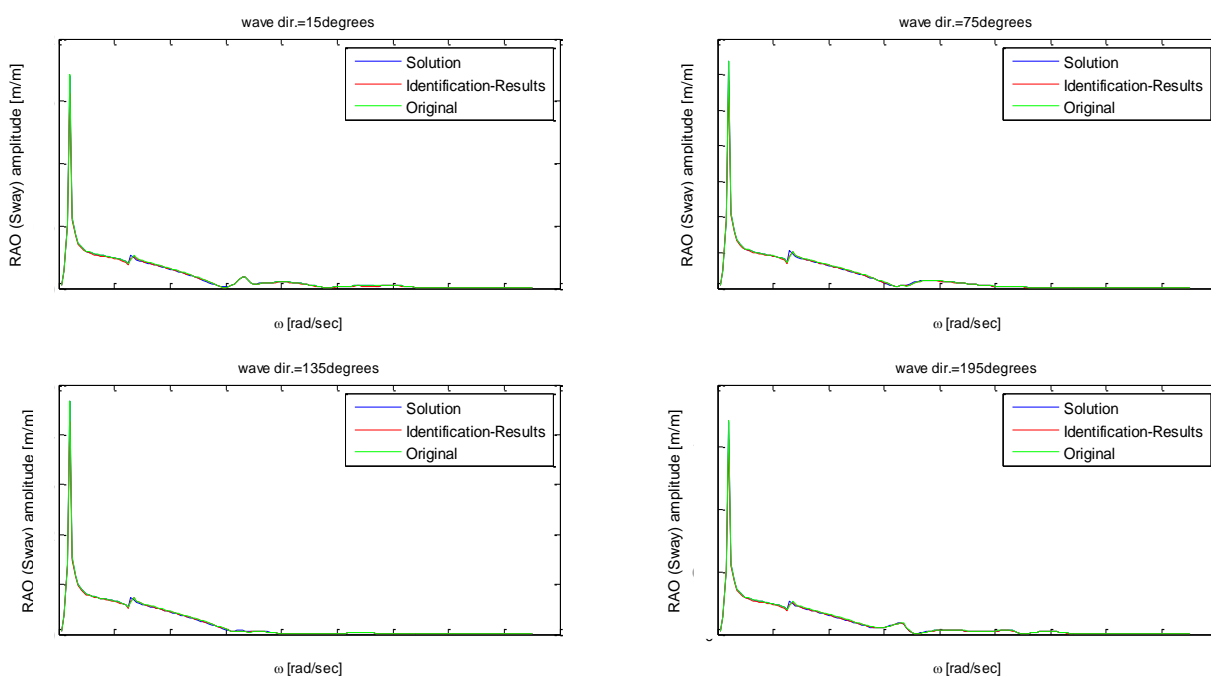 wave dir.=15degrees
RAO (Sway) amplitude [m/m]
Solution
Identification-Results
Original
ω [rad/sec]
wave dir.=75degrees
RAO (Sway) amplitude [m/m]
Solution
Identification-Results
Original
ω [rad/sec]
wave dir.=135degrees
RAO (Sway) amplitude [m/m]
Solution
Identification-Results
Original
ω [rad/sec]
wave dir.=195degrees
RAO (Sway) amplitude [m/m]
Solution
Identification-Results
Original
ω [rad/sec]